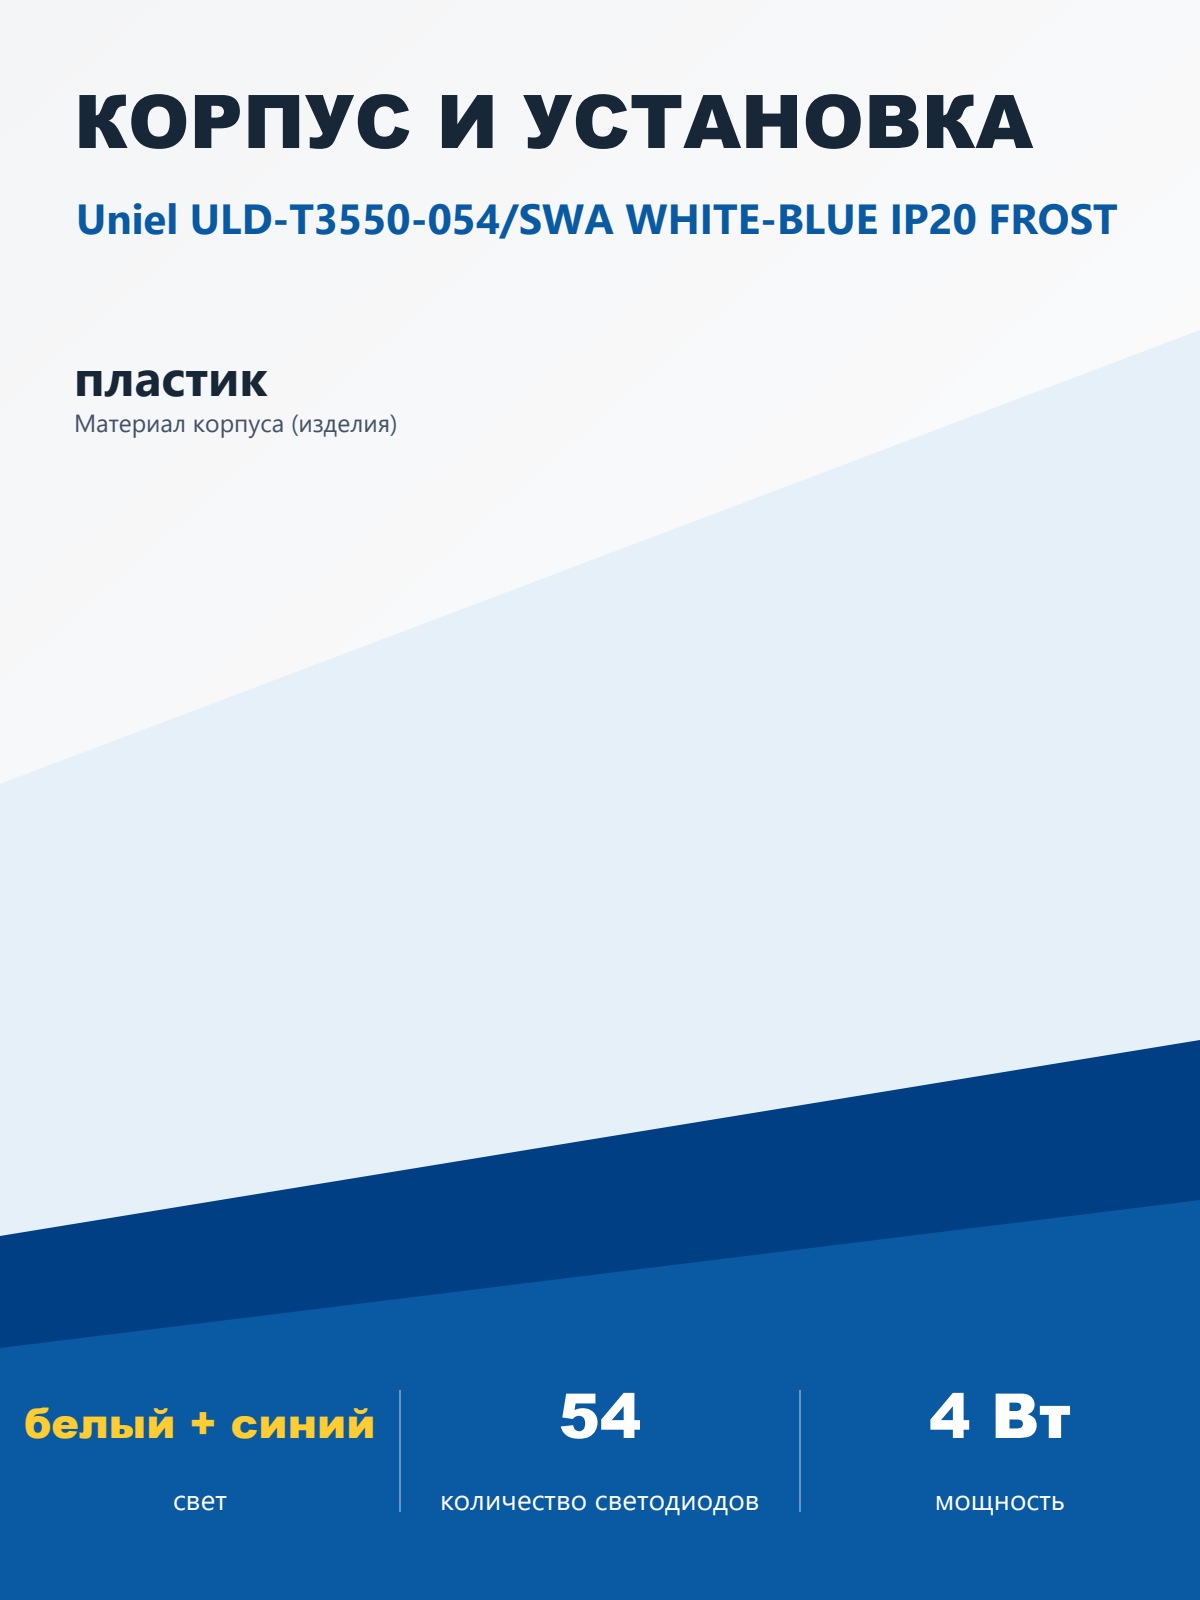 КОРПУС И УСТАНОВКА
Uniel ULD-T3550-054/SWA WHITE-BLUE IP20 FROST
пластик
Материал корпуса (изделия)
белый + синий
свет
54
количество светодиодов
4 Вт
мощность